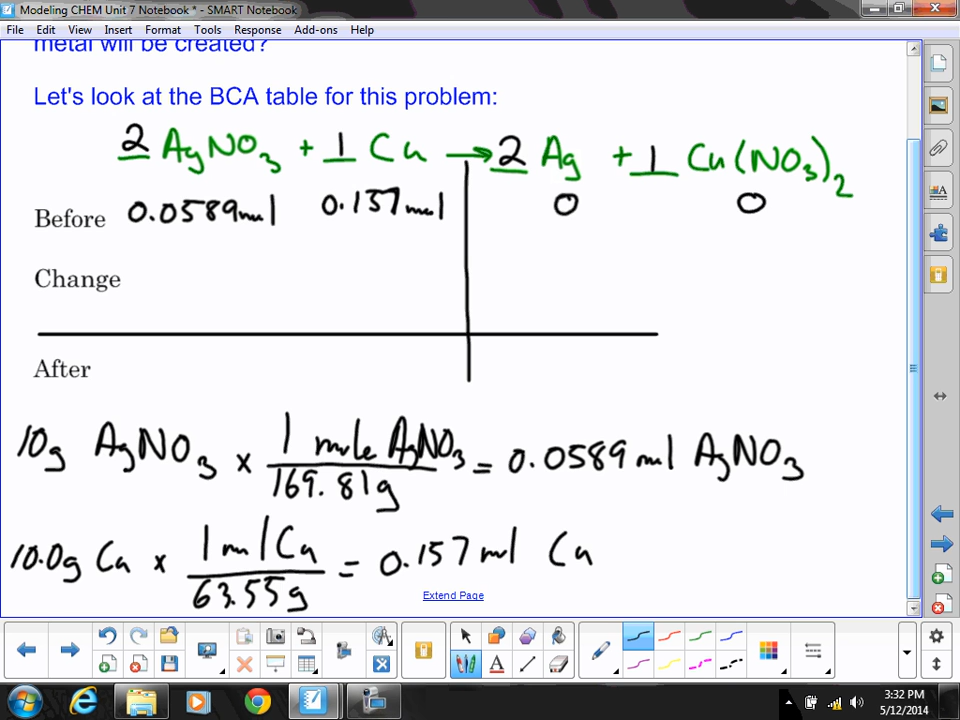 Modeling CHEM Unit 7 Notebook * - SMART Notebook
File Edit View Insert Format Tools Response Add-ons Help
metal will be created?
Let's look at the BCA table for this problem:
2 AgNO3 + 1 Cu → 2 Ag + 1 Cu(NO3)2
Before 0.0589mol 0.157mol 0 0
Change
After
10g AgNO3 × 1 mole AgNO3 / 169.81g = 0.0589mol AgNO3
10.0g Cu × 1mol Cu / 63.55g = 0.157 mol Cu
Extend Page
3:32 PM
5/12/2014